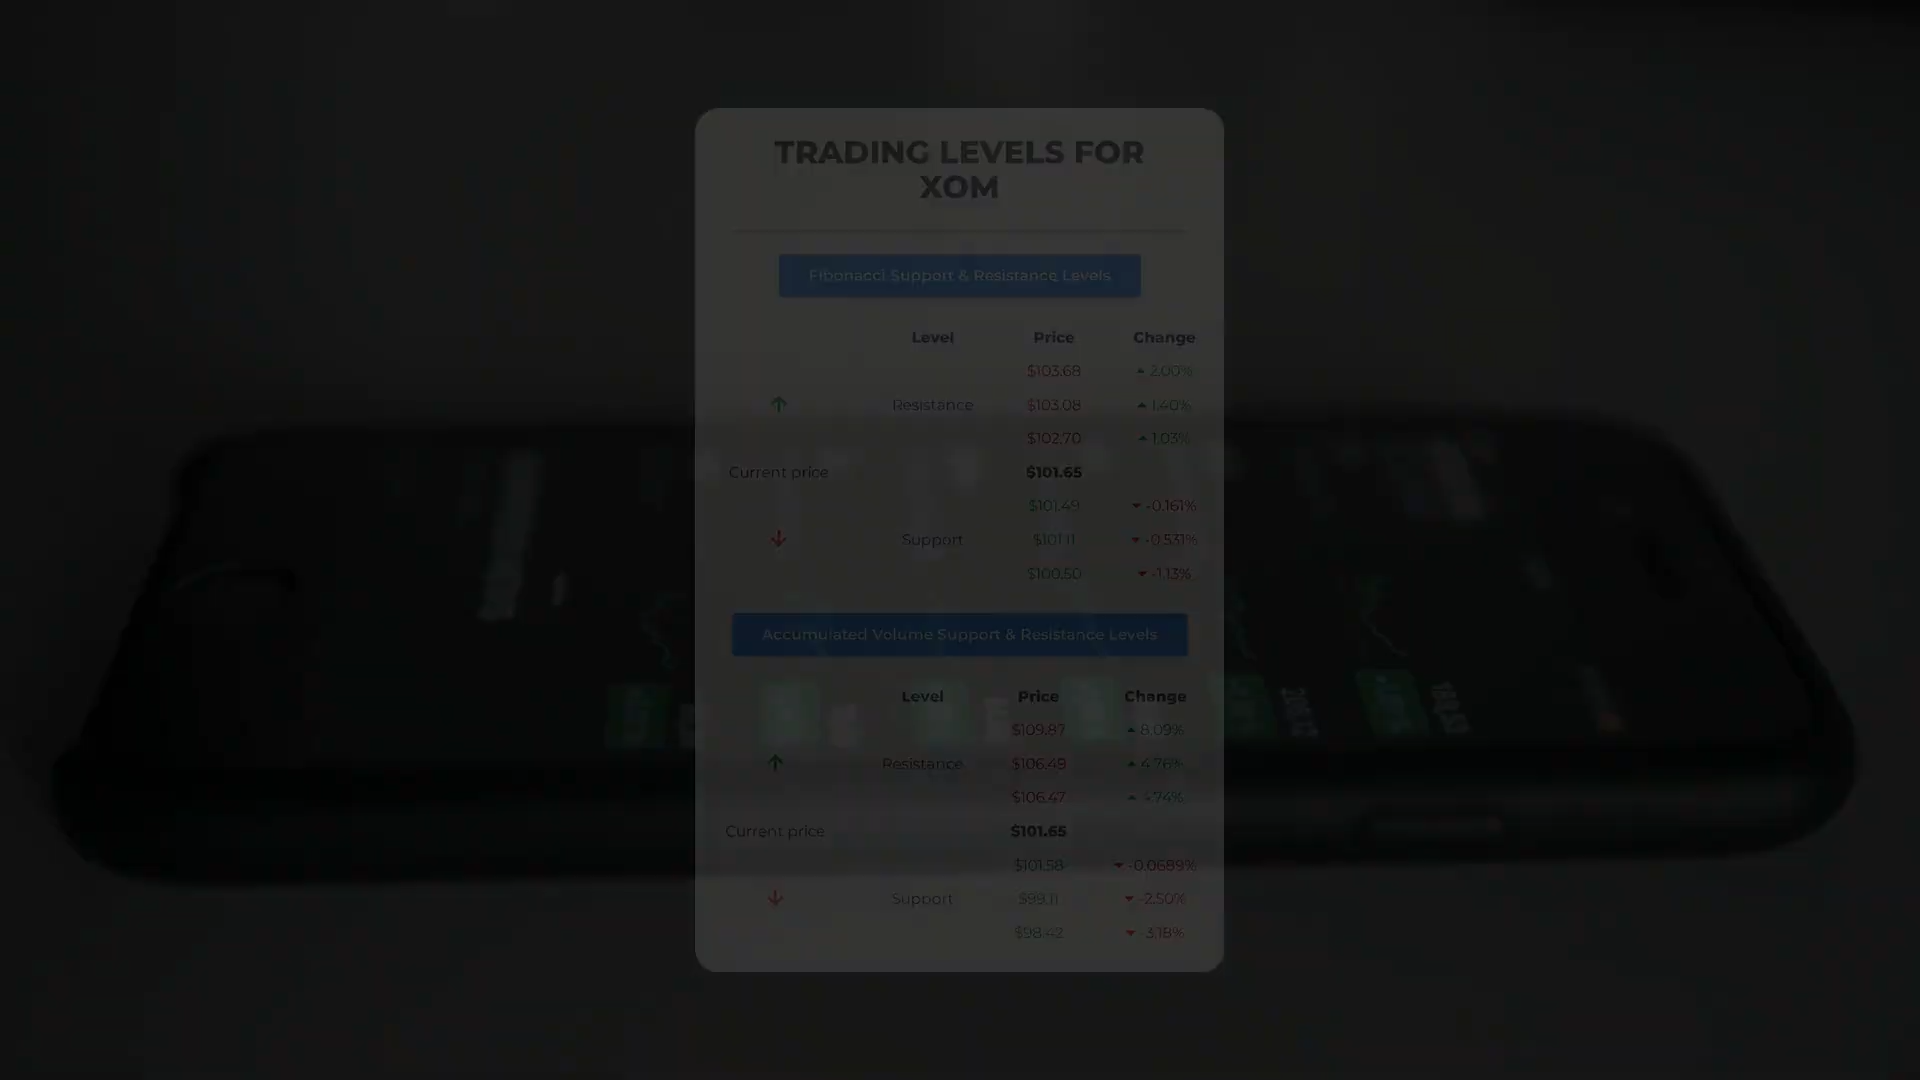 TRADING LEVELS FOR
XOM
Fibonacci Support & Resistance Levels
Level Price Change
$103.68 2.00%
Resistance $103.08 1.40%
$102.70 1.03%
Current price $101.65
$101.49 -0.161%
Support $101.11 -0.531%
$100.50 -1.13%
Accumulated Volume Support & Resistance Levels
Level Price Change
$109.87 8.09%
Resistance $106.49 4.76%
$106.47 4.74%
Current price $101.65
$101.58 -0.0689%
Support $99.11 -2.50%
$98.42 -3.18%